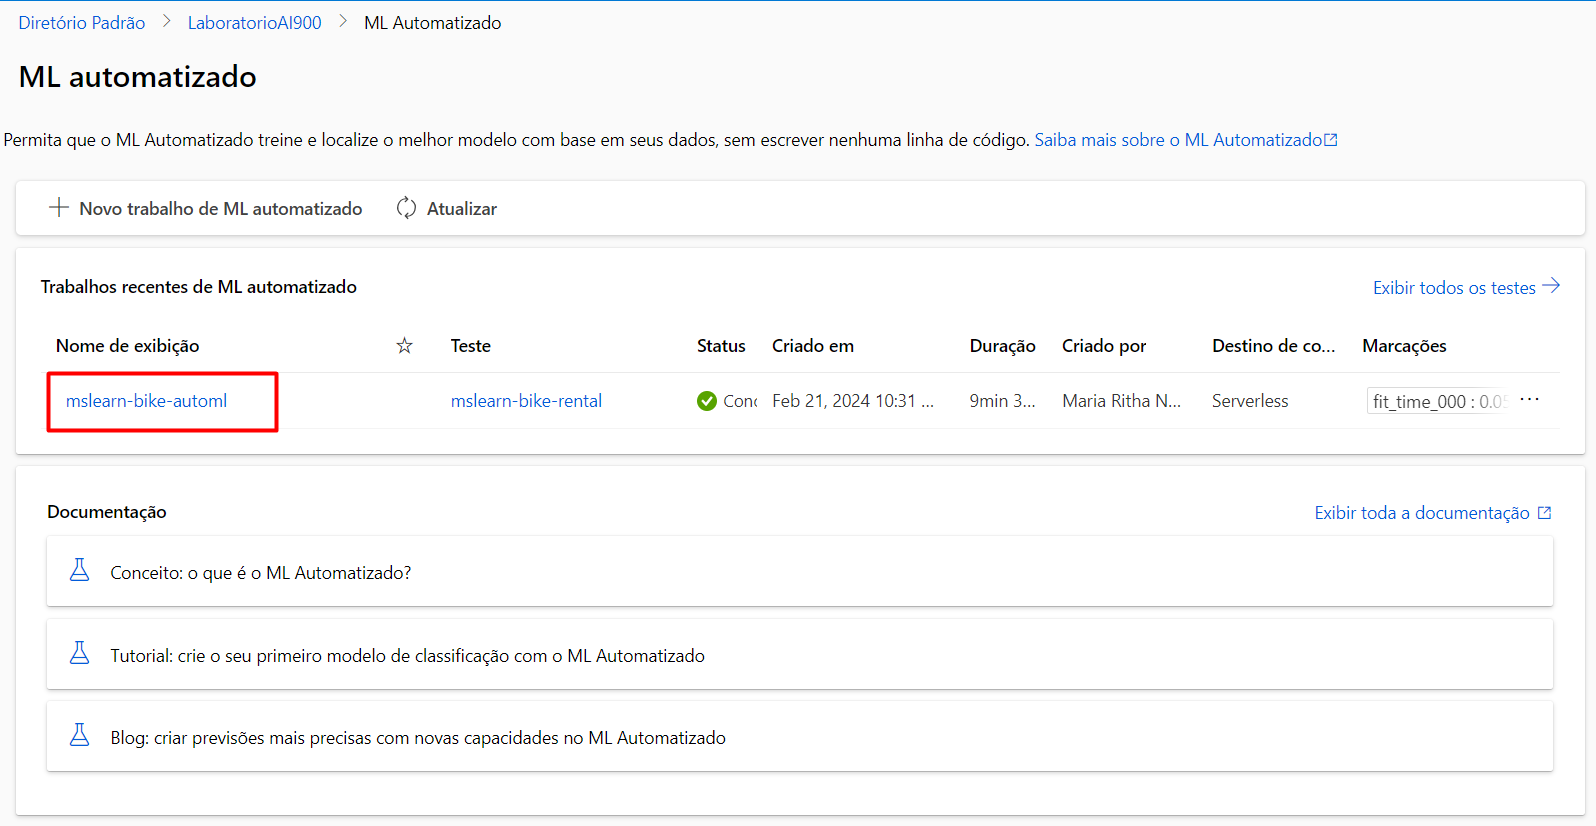 Diretório Padrão > LaboratorioAI900 > ML Automatizado
ML automatizado
Permita que o ML Automatizado treine e localize o melhor modelo com base em seus dados, sem escrever nenhuma linha de código. Saiba mais sobre o ML Automatizado
Novo trabalho de ML automatizado Atualizar
Trabalhos recentes de ML automatizado Exibir todos os testes
Nome de exibição Teste Status Criado em Duração Criado por Destino de co... Marcações
mslearn-bike-automl mslearn-bike-rental Conc Feb 21, 2024 10:31 ... 9min 3... Maria Ritha N... Serverless fit_time_000 : 0.05 ...
Documentação Exibir toda a documentação
Conceito: o que é o ML Automatizado?
Tutorial: crie o seu primeiro modelo de classificação com o ML Automatizado
Blog: criar previsões mais precisas com novas capacidades no ML Automatizado